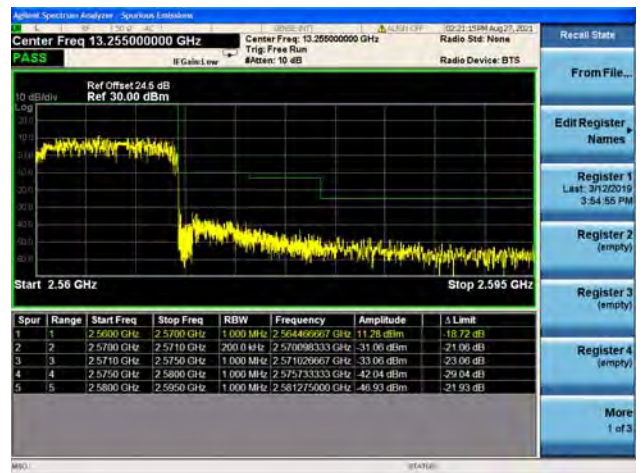 Agilent Spectrum Analyzer - Spurious Emissions
02:21:15 PM Aug 27, 2021
Center Freq 13.255000000 GHz
Center Freq: 13.255000000 GHz
Radio Std: None
Trig: Free Run
PASS
IFGain:Low
#Atten: 10 dB
Radio Device: BTS
Ref Offset 24.5 dB
10 dB/div
Ref 30.00 dBm
Log
Start 2.56 GHz
Stop 2.595 GHz
Spur Range Start Freq Stop Freq RBW Frequency Amplitude Δ Limit
1 1 2.5600 GHz 2.5700 GHz 1.000 MHz 2.564466667 GHz 11.28 dBm -18.72 dB
2 2 2.5700 GHz 2.5710 GHz 200.0 kHz 2.570098333 GHz -31.06 dBm -21.06 dB
3 3 2.5710 GHz 2.5750 GHz 1.000 MHz 2.571026667 GHz -33.06 dBm -23.06 dB
4 4 2.5750 GHz 2.5800 GHz 1.000 MHz 2.575733333 GHz -42.04 dBm -29.04 dB
5 5 2.5800 GHz 2.5950 GHz 1.000 MHz 2.581275000 GHz -46.93 dBm -21.93 dB
MSG
STATUS
Recall State
From File...
Edit Register
Names
Register 1
Last: 3/12/2019
3:54:55 PM
Register 2
(empty)
Register 3
(empty)
Register 4
(empty)
More
1 of 3